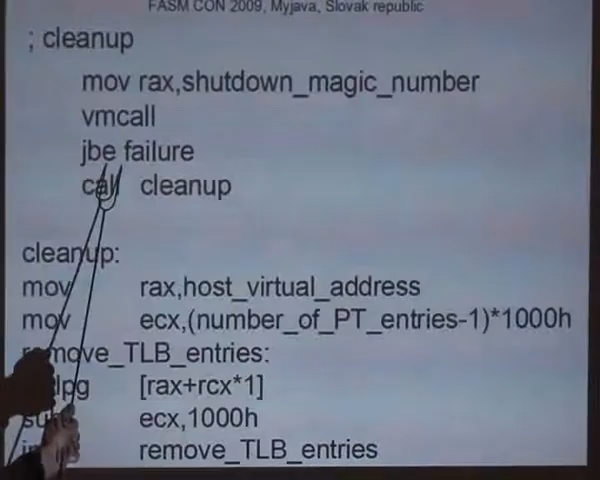 FASM CON 2009, Myjava, Slovak republic
; cleanup
mov rax,shutdown_magic_number
vmcall
jbe failure
call cleanup
cleanup:
mov rax,host_virtual_address
mov ecx,(number_of_PT_entries-1)*1000h
remove_TLB_entries:
[rax+rcx*1]
ecx,1000h
remove_TLB_entries